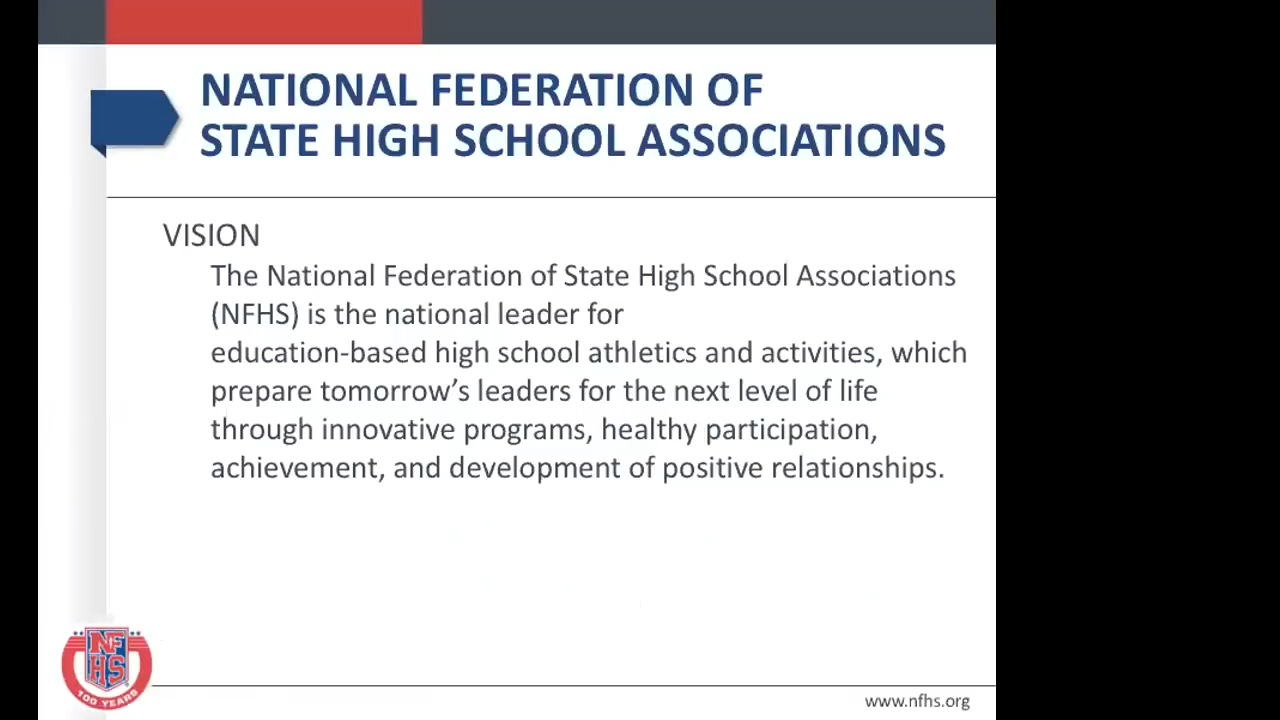 NATIONAL FEDERATION OF
STATE HIGH SCHOOL ASSOCIATIONS
VISION
The National Federation of State High School Associations
(NFHS) is the national leader for
education-based high school athletics and activities, which
prepare tomorrow’s leaders for the next level of life
through innovative programs, healthy participation,
achievement, and development of positive relationships.
NF
HS
100 YEARS
www.nfhs.org